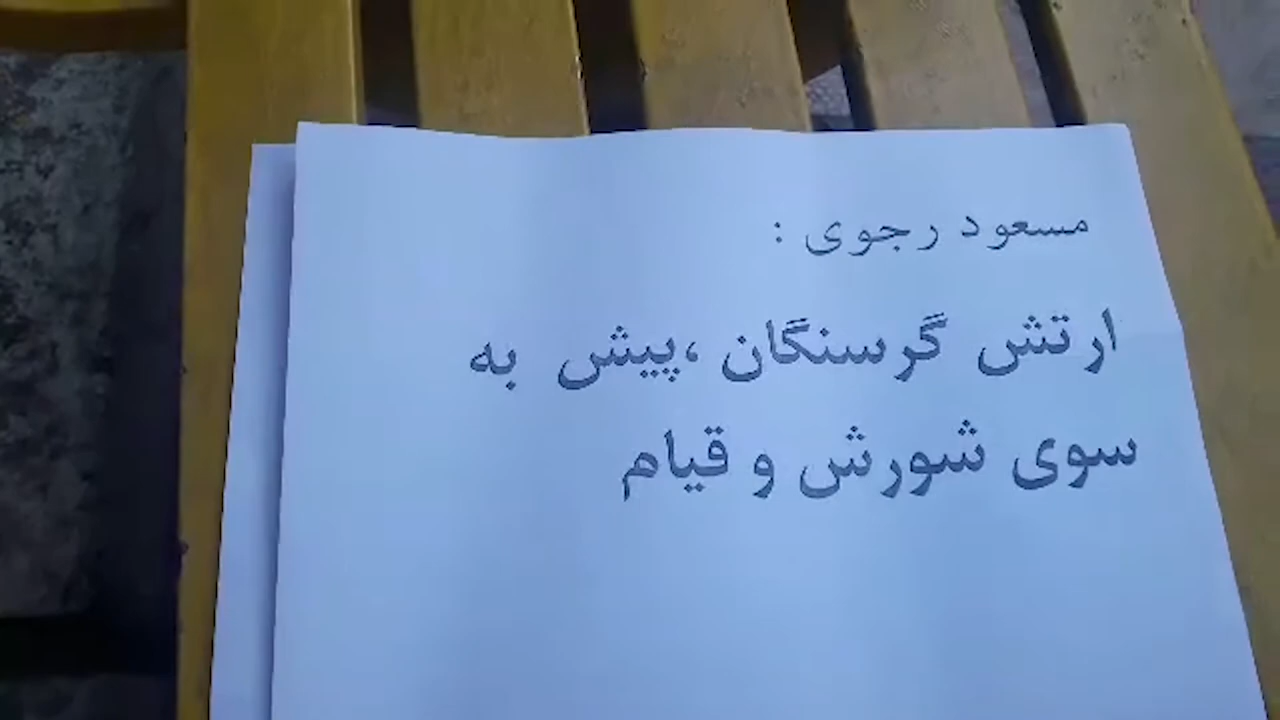 مسعود رجوی :
ارتش گرسنگان ،پیش به
سوی شورش و قیام